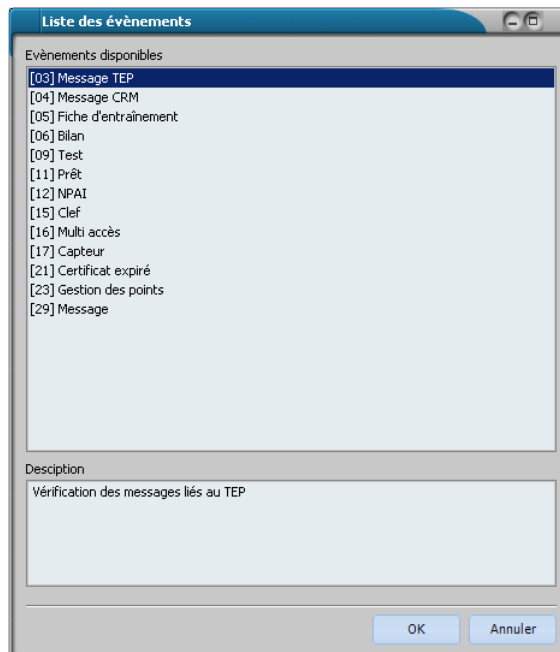 Liste des évènements
Evènements disponibles
[03] Message TEP
[04] Message CRM
[05] Fiche d'entraînement
[06] Bilan
[09] Test
[11] Prêt
[12] NPAI
[15] Clef
[16] Multi accès
[17] Capteur
[21] Certificat expiré
[23] Gestion des points
[29] Message
Desciption
Vérification des messages liés au TEP
OK
Annuler